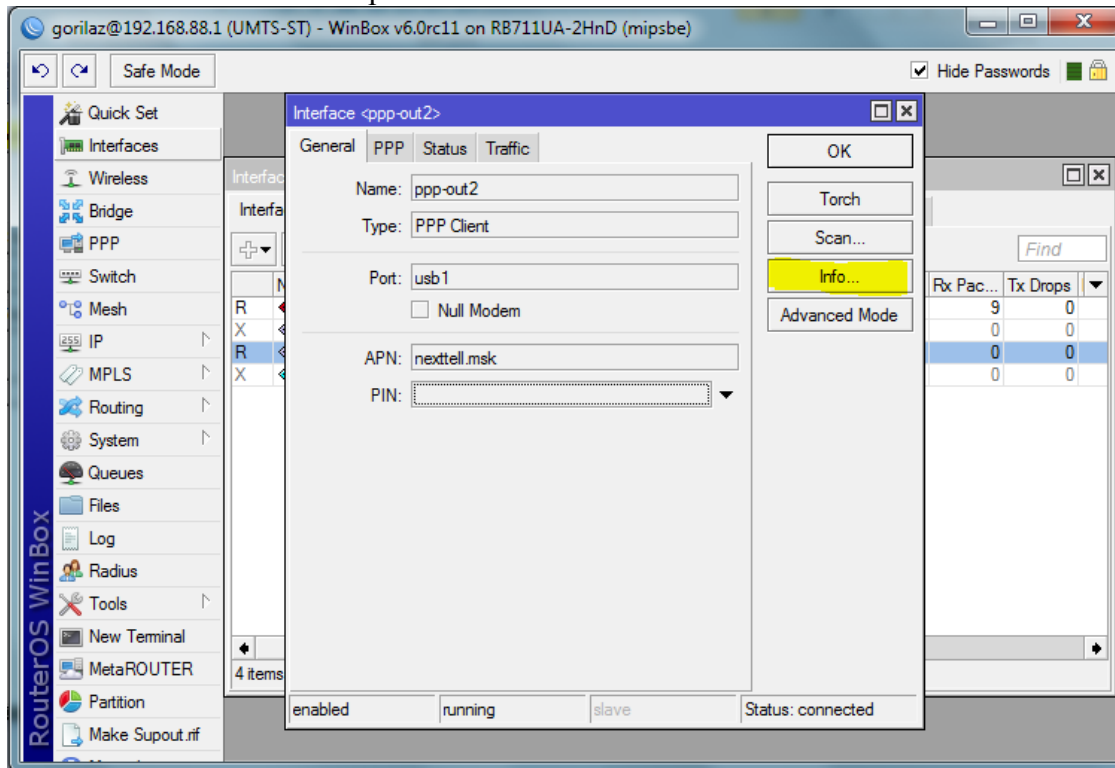 gorilaz@192.168.88.1 (UMTS-ST) - WinBox v6.0rc11 on RB711UA-2HnD (mipsbe)
Safe Mode
Hide Passwords
Quick Set
Interfaces
Wireless
Bridge
PPP
Switch
Mesh
IP
MPLS
Routing
System
Queues
Files
Log
Radius
Tools
New Terminal
MetaROUTER
Partition
Make Supout.rif
RouterOS WinBox
Interface <ppp-out2>
General PPP Status Traffic
Name: ppp-out2
Type: PPP Client
Port: usb1
Null Modem
APN: nexttell.msk
PIN:
OK
Torch
Scan...
Info...
Advanced Mode
enabled running slave Status: connected
Find
Rx Pac... Tx Drops
R 9 0
X 0 0
R 0 0
X 0 0
4 items